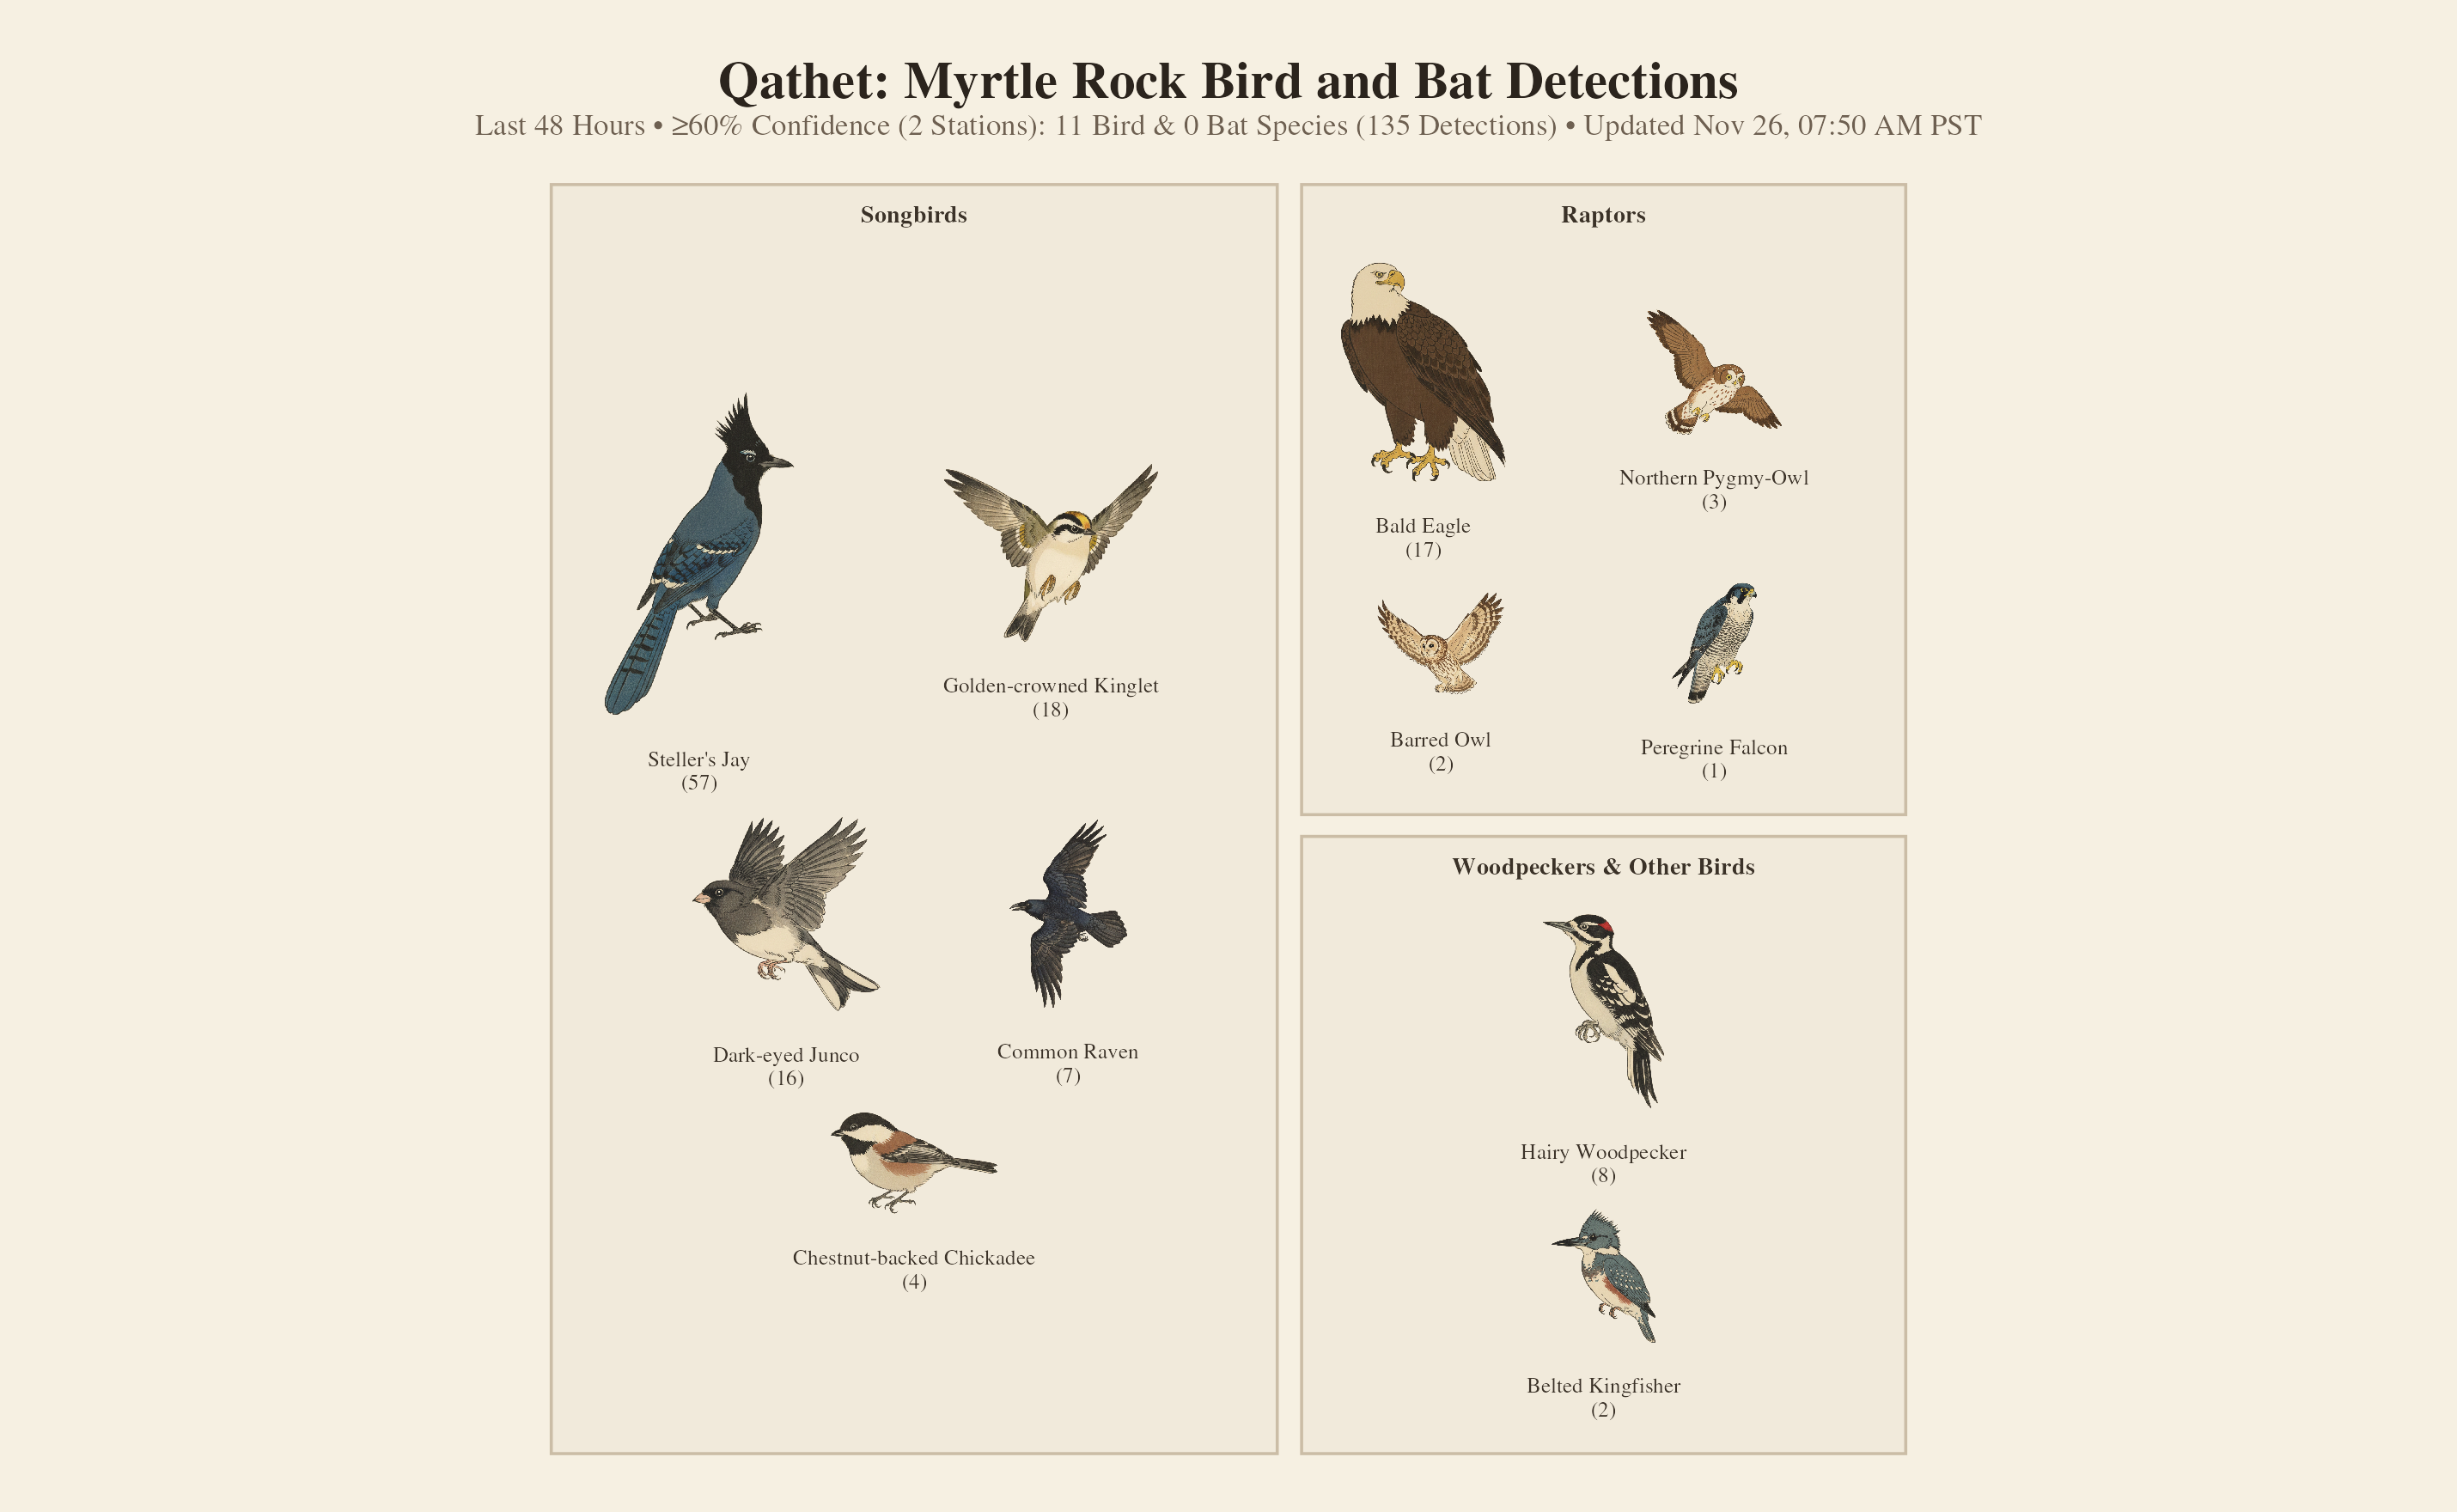 Qathet: Myrtle Rock Bird and Bat Detections
Last 48 Hours • ≥60% Confidence (2 Stations): 11 Bird & 0 Bat Species (135 Detections) • Updated Nov 26, 07:50 AM PST
Songbirds
Steller's Jay
(57)
Golden-crowned Kinglet
(18)
Dark-eyed Junco
(16)
Common Raven
(7)
Chestnut-backed Chickadee
(4)
Raptors
Bald Eagle
(17)
Northern Pygmy-Owl
(3)
Barred Owl
(2)
Peregrine Falcon
(1)
Woodpeckers & Other Birds
Hairy Woodpecker
(8)
Belted Kingfisher
(2)